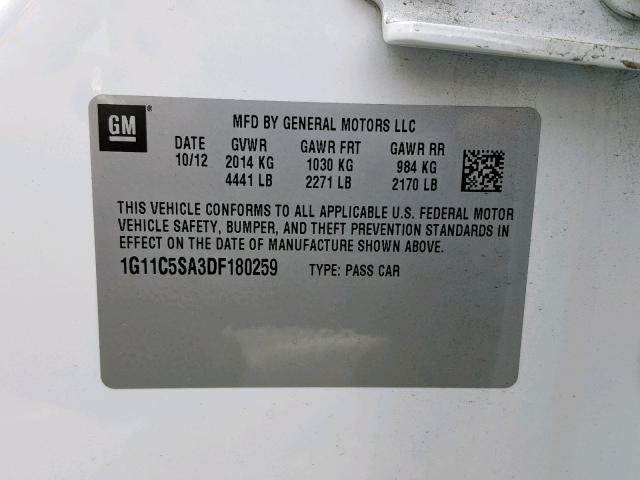 GM ®
MFD BY GENERAL MOTORS LLC
DATE GVWR GAWR FRT GAWR RR
10/12 2014 KG 1030 KG 984 KG
4441 LB 2271 LB 2170 LB
THIS VEHICLE CONFORMS TO ALL APPLICABLE U.S. FEDERAL MOTOR
VEHICLE SAFETY, BUMPER, AND THEFT PREVENTION STANDARDS IN
EFFECT ON THE DATE OF MANUFACTURE SHOWN ABOVE.
1G11C5SA3DF180259 TYPE: PASS CAR